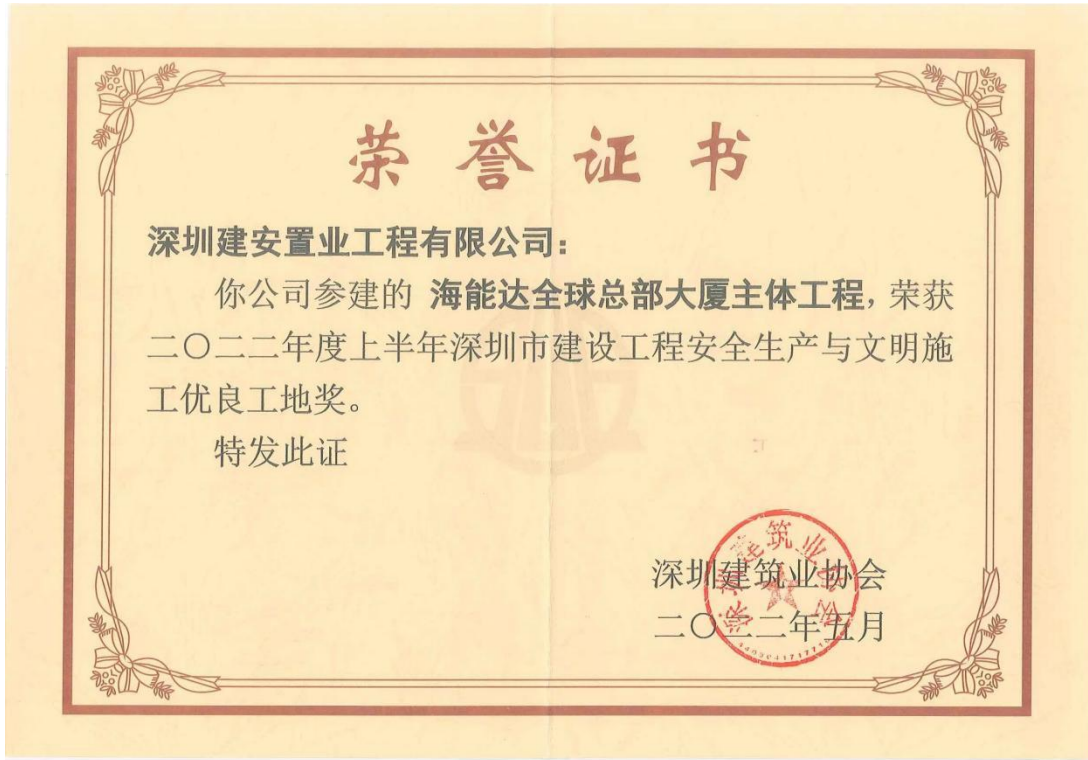 荣誉证书
深圳建安置业工程有限公司：
你公司参建的 海能达全球总部大厦主体工程，荣获
二〇二二年度上半年深圳市建设工程安全生产与文明施
工优良工地奖。
特发此证
深圳建筑业协会
二〇二二年五月